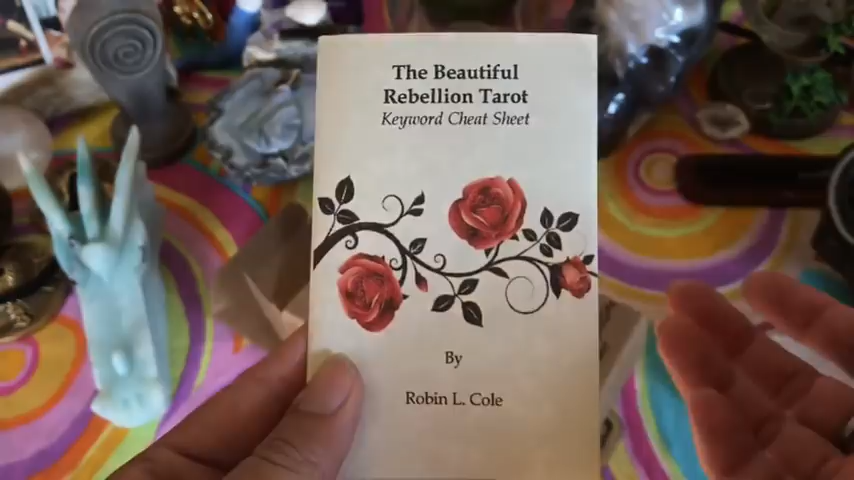 The Beautiful
Rebellion Tarot
Keyword Cheat Sheet
By
Robin L. Cole